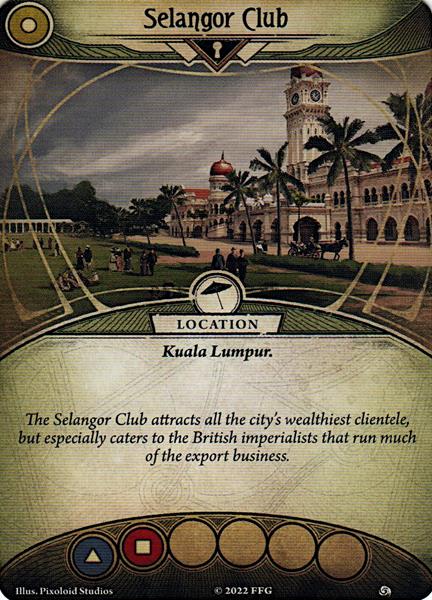 Selangor Club
LOCATION
Kuala Lumpur.
The Selangor Club attracts all the city's wealthiest clientele,
but especially caters to the British imperialists that run much
of the export business.
Illus. Pixoloid Studios
© 2022 FFG